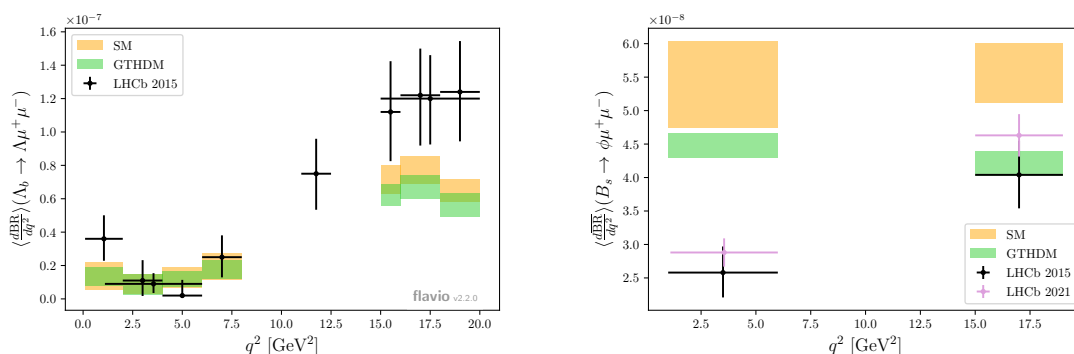 ×10⁻⁷
1.6
1.4
1.2
1.0
0.8
0.6
0.4
0.2
0.0
⟨dBR/dq²⟩(Λ_b → Λμ⁺μ⁻)
SM
GTHDM
LHCb 2015
flavio v2.2.0
0.0 2.5 5.0 7.5 10.0 12.5 15.0 17.5 20.0
q² [GeV²]
×10⁻⁸
6.0
5.5
5.0
4.5
4.0
3.5
3.0
2.5
⟨dBR/dq²⟩(B_s → φμ⁺μ⁻)
SM
GTHDM
LHCb 2015
LHCb 2021
2.5 5.0 7.5 10.0 12.5 15.0 17.5
q² [GeV²]